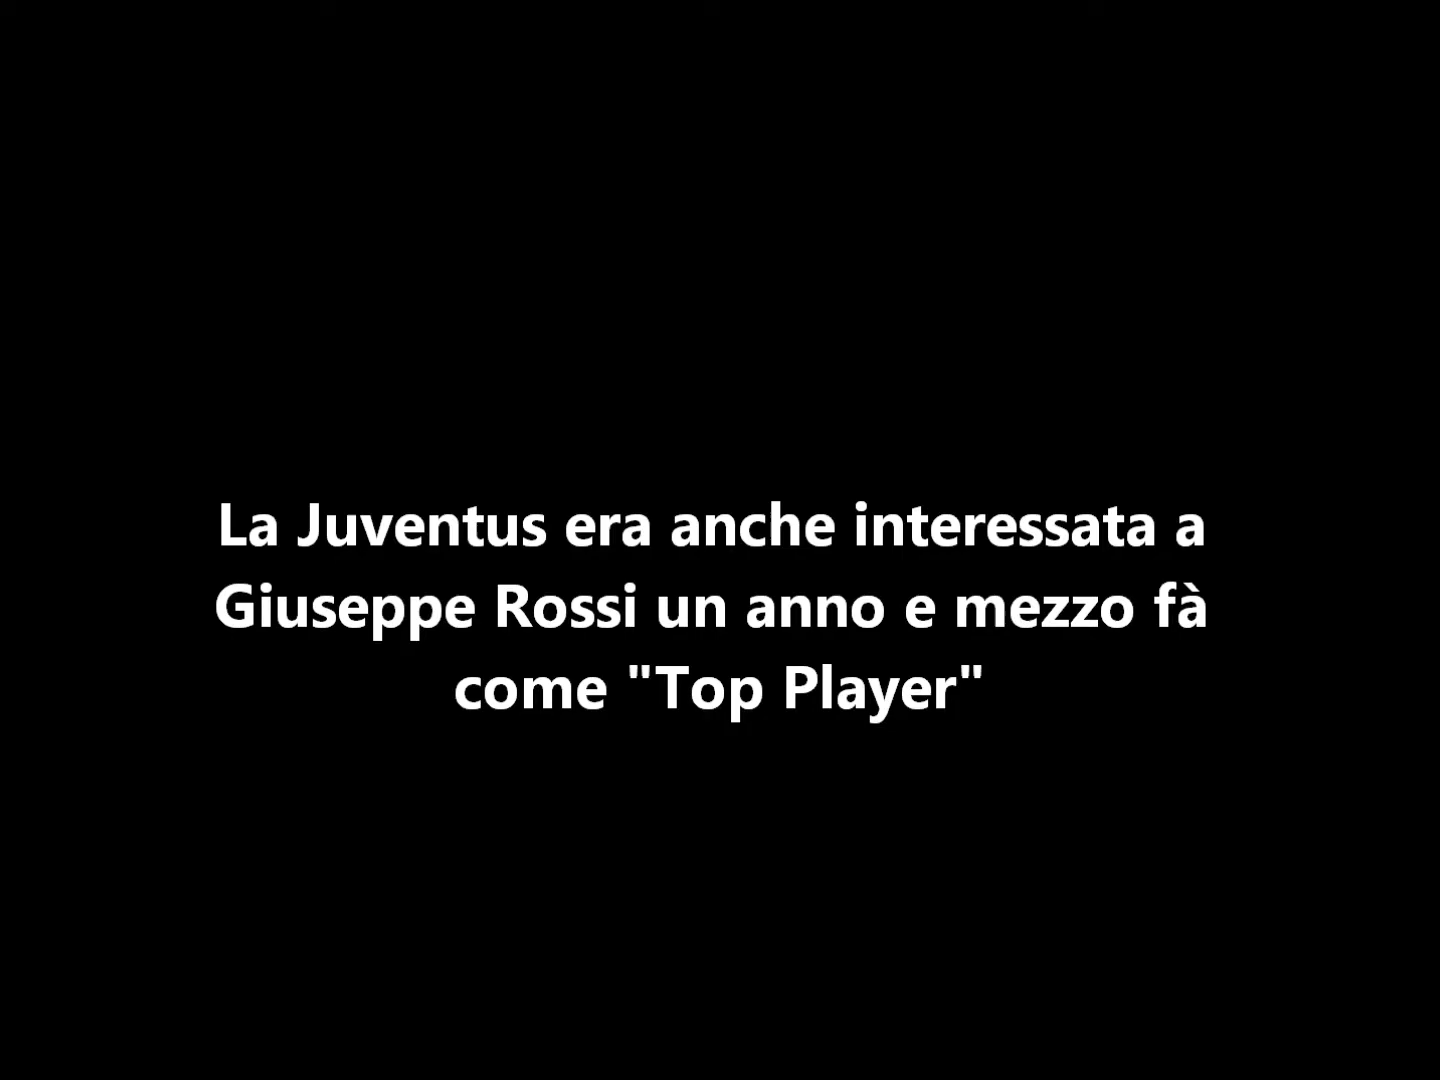 La Juventus era anche interessata a
Giuseppe Rossi un anno e mezzo fà
come "Top Player"